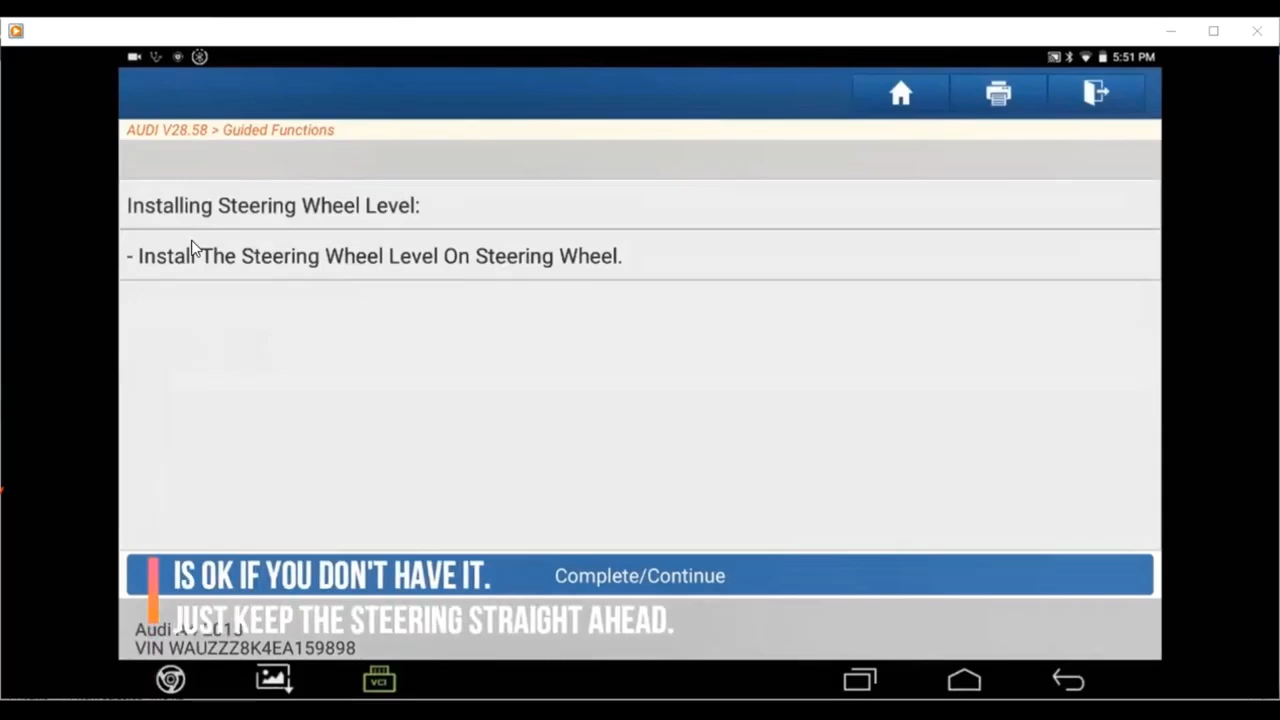 5:51 PM
AUDI V28.58 > Guided Functions
Installing Steering Wheel Level:
- Install The Steering Wheel Level On Steering Wheel.
Complete/Continue
IS OK IF YOU DON'T HAVE IT.
JUST KEEP THE STEERING STRAIGHT AHEAD.
Audi
VIN WAUZZZ8K4EA159898
VCI